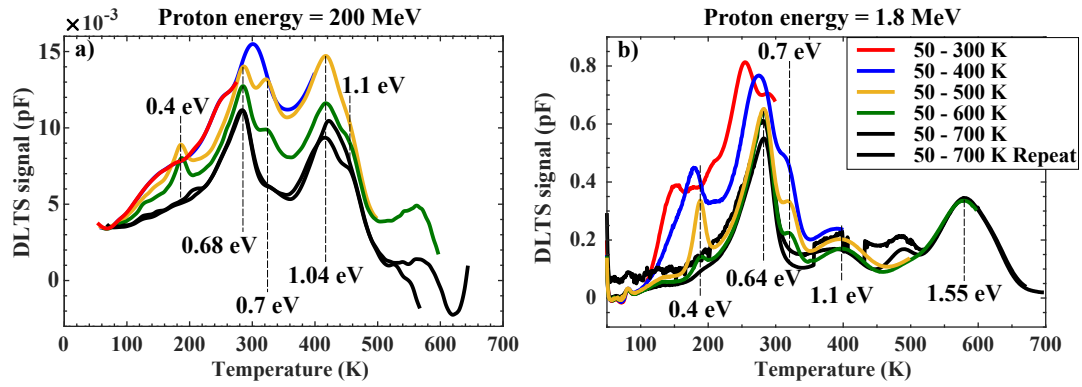 Proton energy = 200 MeV
×10⁻³
a)
15
10
5
0
DLTS signal (pF)
0.4 eV
1.1 eV
0.68 eV
1.04 eV
0.7 eV
0 100 200 300 400 500 600 700
Temperature (K)
Proton energy = 1.8 MeV
b)
0.8
0.6
0.4
0.2
0
DLTS signal (pF)
0.7 eV
50 - 300 K
50 - 400 K
50 - 500 K
50 - 600 K
50 - 700 K
50 - 700 K Repeat
0.64 eV
0.4 eV
1.1 eV
1.55 eV
100 200 300 400 500 600 700
Temperature (K)